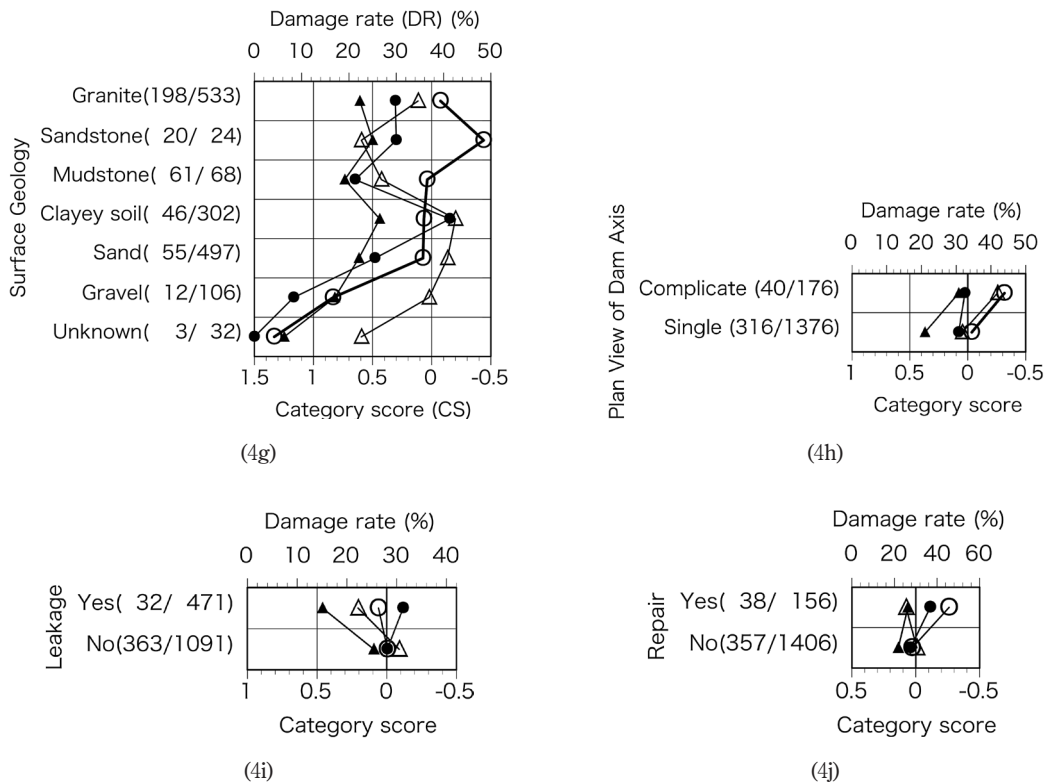 Damage rate (DR) (%)
0 10 20 30 40 50
Surface Geology
Granite(198/533)
Sandstone( 20/ 24)
Mudstone( 61/ 68)
Clayey soil( 46/302)
Sand( 55/497)
Gravel( 12/106)
Unknown( 3/ 32)
1.5 1 0.5 0 -0.5
Category score (CS)
(4g)
Damage rate (%)
0 10 20 30 40 50
Plan View of Dam Axis
Complicate (40/176)
Single (316/1376)
1 0.5 0 -0.5
Category score
(4h)
Damage rate (%)
0 10 20 30 40
Leakage
Yes( 32/ 471)
No(363/1091)
1 0.5 0 -0.5
Category score
(4i)
Damage rate (%)
0 20 40 60
Repair
Yes( 38/ 156)
No(357/1406)
0.5 0 -0.5
Category score
(4j)